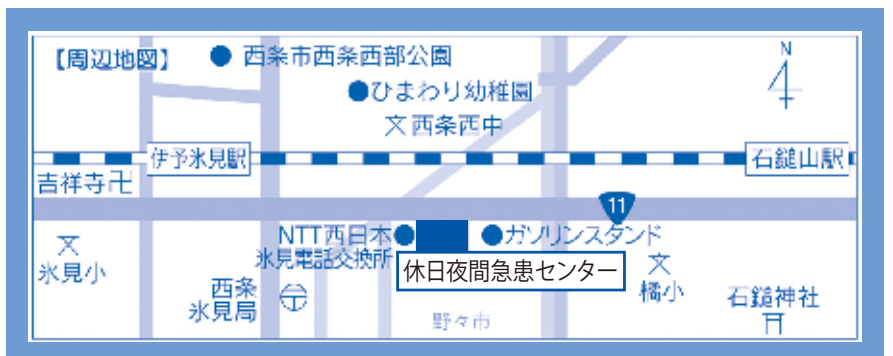 【周辺地図】
西条市西条西部公園
N
ひまわり幼稚園
文西条西中
伊予氷見駅
石鎚山駅
吉祥寺卍
11
NTT西日本
氷見電話交換所
ガソリンスタンド
休日夜間急患センター
文
氷見小
文
橘小
西条
氷見局
〒
野々市
石鎚神社